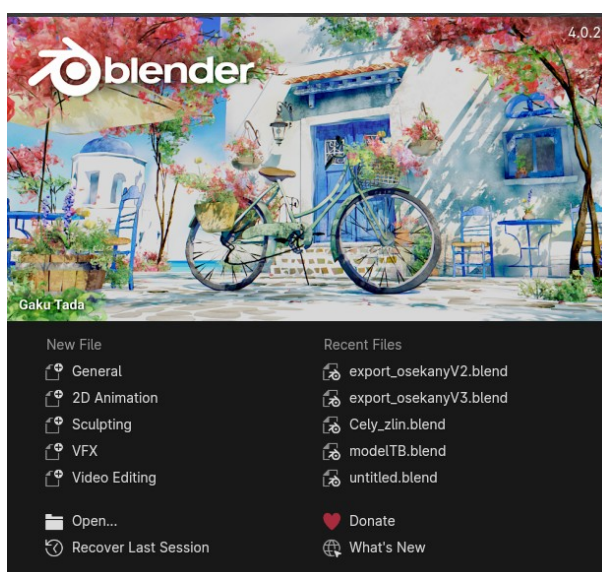 blender
4.0.2
Gaku Tada
New File
General
2D Animation
Sculpting
VFX
Video Editing
Open...
Recover Last Session
Recent Files
export_osekanyV2.blend
export_osekanyV3.blend
Cely_zlin.blend
modelTB.blend
untitled.blend
Donate
What's New